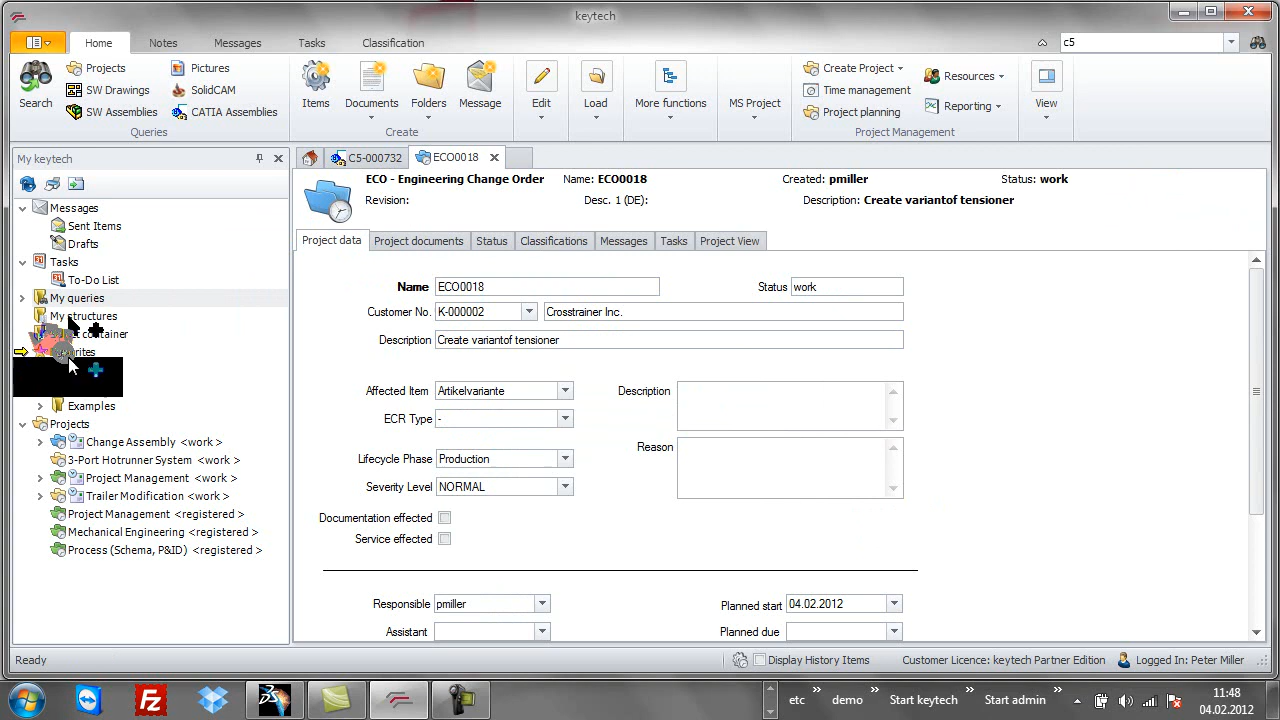 keytech
Home Notes Messages Tasks Classification c5
Search Projects SW Drawings SW Assembles Pictures SolidCAM CATIA Assemblies
Queries
Items Documents Folders Message
Create
Edit Load More functions MS Project
Create Project Time management Project planning Resources Reporting
Project Management
View
My keytech
Messages
Sent Items
Drafts
Tasks
To-Do List
My queries
My structures
container
Examples
Projects
Change Assembly <work >
3-Port Hotrunner System <work >
Project Management <work >
Trailer Modification <work >
Project Management <registered >
Mechanical Engineering <registered >
Process (Schema, P&ID) <registered >
C5-000732 ECO0018
ECO - Engineering Change Order Name: ECO0018 Created: pmiller Status: work
Revision: Desc. 1 (DE): Description: Create variantof tensioner
Project data Project documents Status Classifications Messages Tasks Project View
Name ECO0018 Status work
Customer No. K-000002 Crosstrainer Inc.
Description Create variantof tensioner
Affected Item Artikelvariante Description
ECR Type -
Reason
Lifecycle Phase Production
Severity Level NORMAL
Documentation effected
Service effected
Responsible pmiller Planned start 04.02.2012
Assistant Planned due
Ready Display History Items Customer Licence: keytech Partner Edition Logged In: Peter Miller
etc demo Start keytech Start admin 11:48
04.02.2012